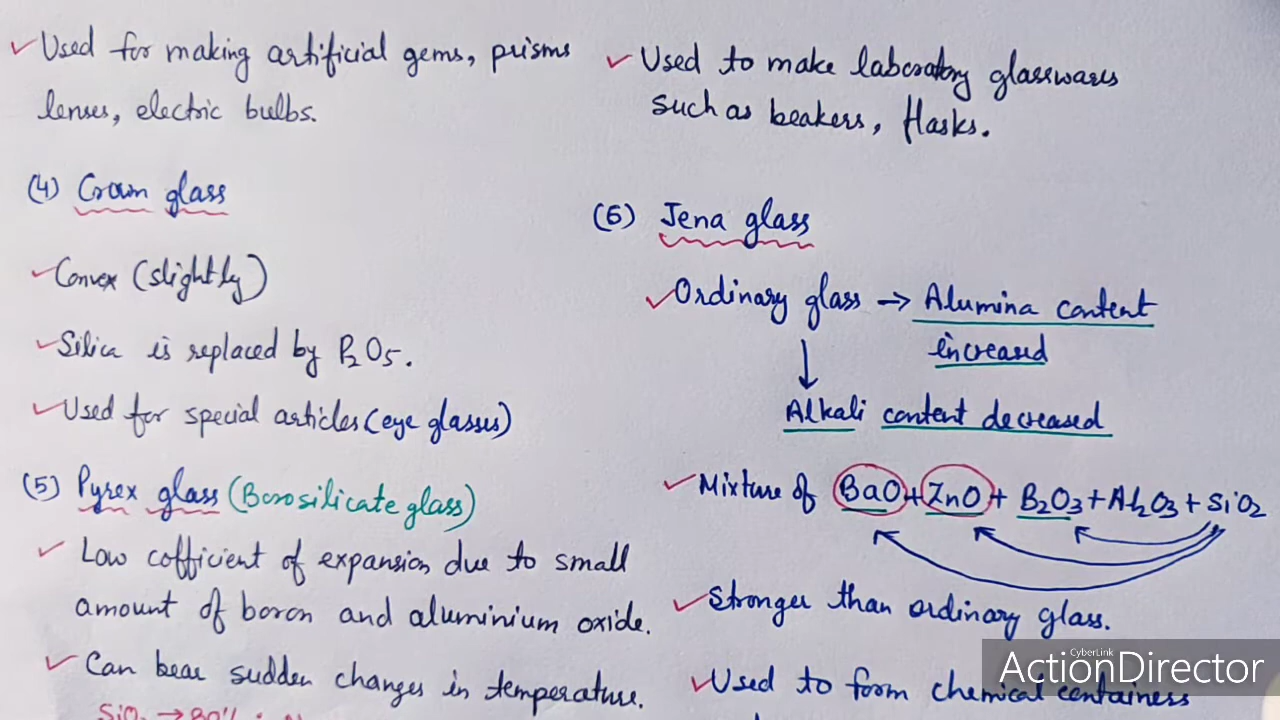 ✓ Used for making artificial gems, prisms
lenses, electric bulbs.
(4) Crown glass
✓ Convex (slightly)
✓ Silica is replaced by P₂O₅.
✓ Used for special articles (eye glasses)
(5) Pyrex glass (Borosilicate glass)
✓ Low cofficient of expansion due to small
amount of boron and aluminium oxide.
✓ Can bear sudden changes in temperature.
✓ Used to make laboratory glasswares
such as beakers, flasks.
(6) Jena glass
✓ Ordinary glass → Alumina content
increased
↓
Alkali content decreased
✓ Mixture of BaO + ZnO + B₂O₃ + Al₂O₃ + SiO₂
✓ Stronger than ordinary glass.
✓ Used to form chemical containers
CyberLink
ActionDirector